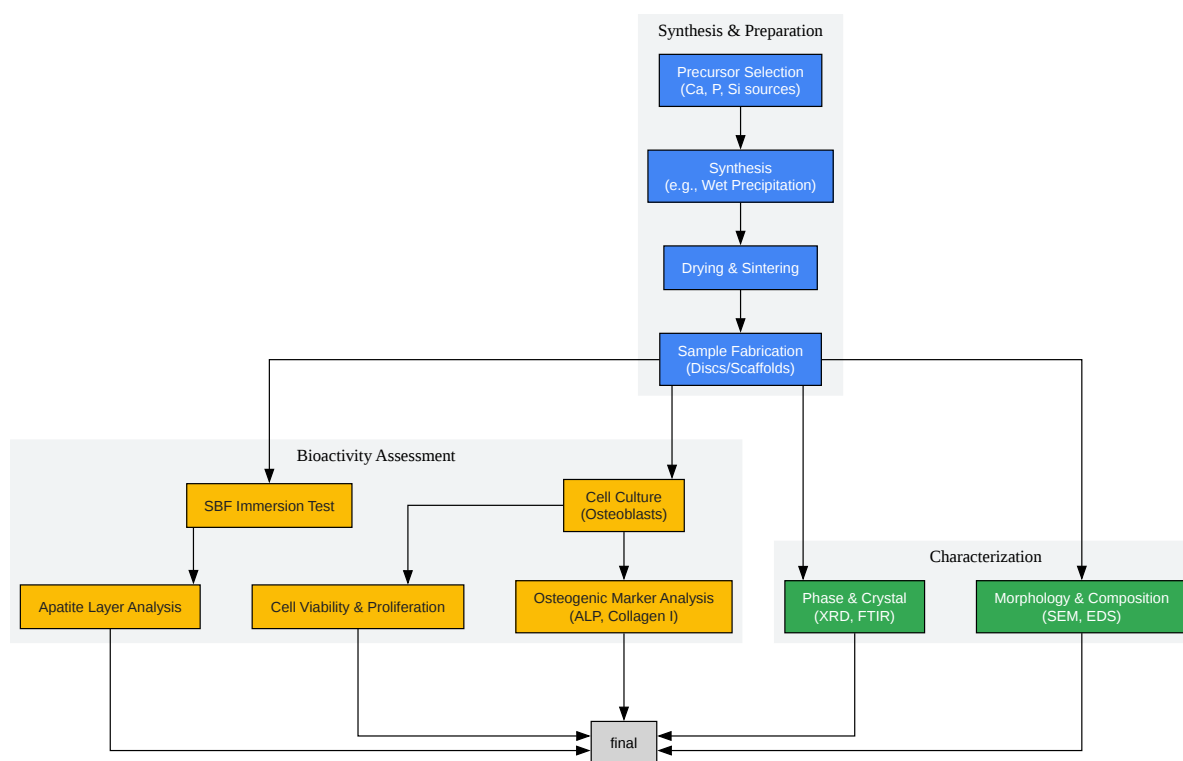 Synthesis & Preparation
Precursor Selection
(Ca, P, Si sources)
Synthesis
(e.g., Wet Precipitation)
Drying & Sintering
Sample Fabrication
(Discs/Scaffolds)
Bioactivity Assessment
SBF Immersion Test
Cell Culture
(Osteoblasts)
Apatite Layer Analysis
Cell Viability & Proliferation
Osteogenic Marker Analysis
(ALP, Collagen I)
Characterization
Phase & Crystal
(XRD, FTIR)
Morphology & Composition
(SEM, EDS)
final